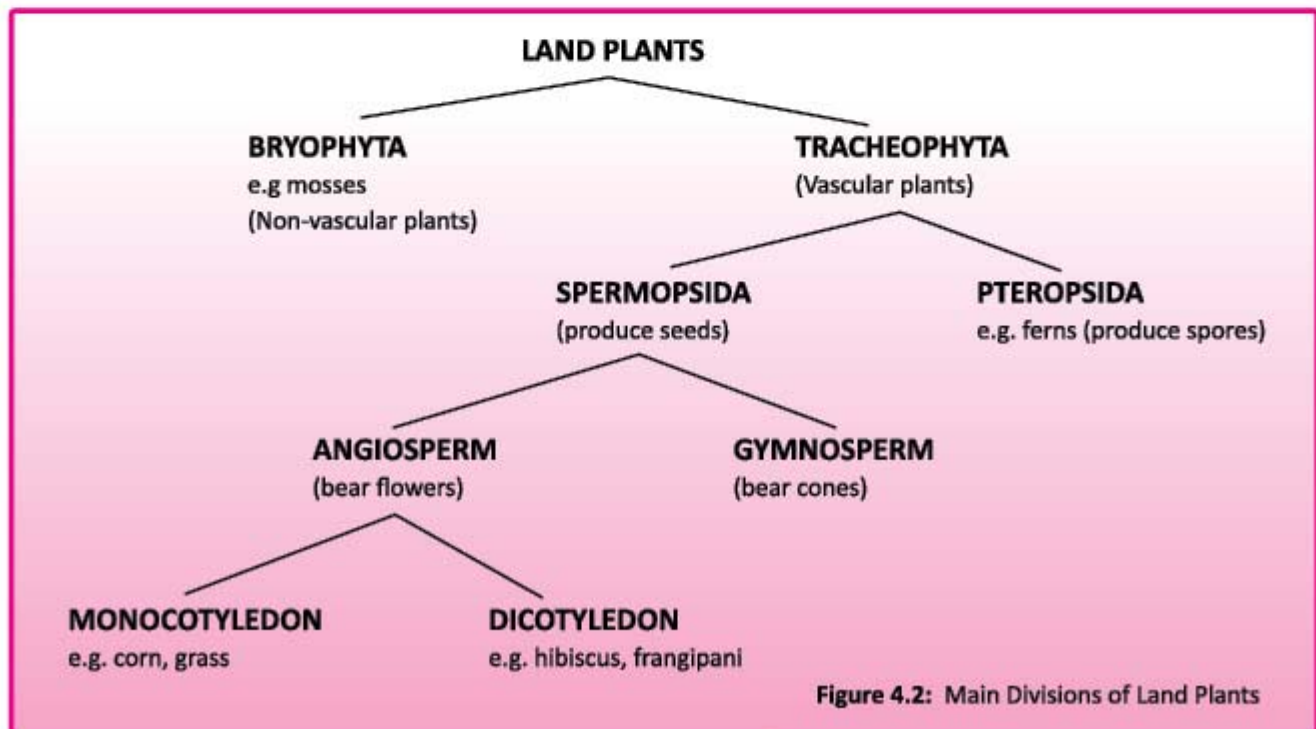 LAND PLANTS
BRYOPHYTA
e.g mosses
(Non-vascular plants)
TRACHEOPHYTA
(Vascular plants)
SPERMOPSIDA
(produce seeds)
PTEROPSIDA
e.g. ferns (produce spores)
ANGIOSPERM
(bear flowers)
GYMNOSPERM
(bear cones)
MONOCOTYLEDON
e.g. corn, grass
DICOTYLEDON
e.g. hibiscus, frangipani
Figure 4.2: Main Divisions of Land Plants